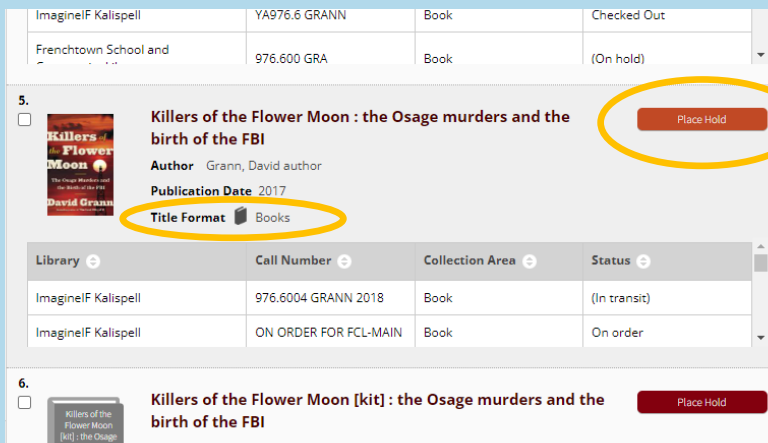 ImagineIF Kalispell YA976.6 GRANN Book Checked Out
Frenchtown School and
976.600 GRA Book (On hold)
5.
Killers of the Flower Moon : the Osage murders and the
birth of the FBI
Place Hold
Author Grann, David author
Publication Date 2017
Title Format Books
Killers of
the Flower
Moon
The Osage Murders and
the Birth of the FBI
David Grann
Library Call Number Collection Area Status
ImagineIF Kalispell 976.6004 GRANN 2018 Book (In transit)
ImagineIF Kalispell ON ORDER FOR FCL-MAIN Book On order
6.
Killers of the Flower Moon [kit] : the Osage murders and the
birth of the FBI
Place Hold
Killers of the
Flower Moon
[kit] : the Osage